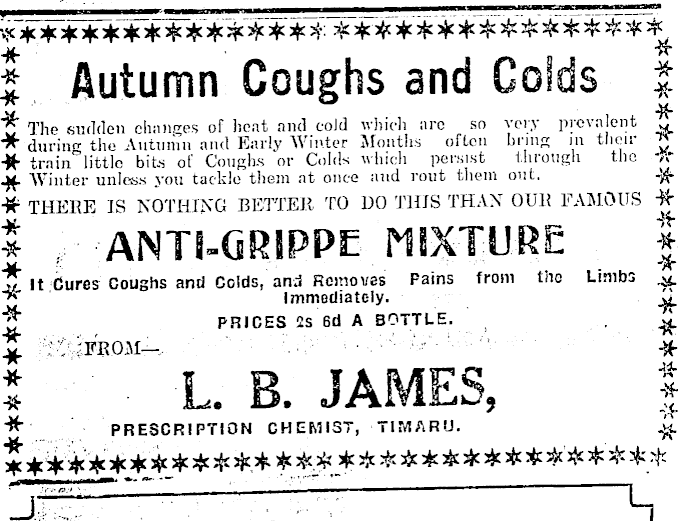 Autumn Coughs and Colds
The sudden changes of heat and cold which are so very prevalent
during the Autumn and Early Winter Months often bring in their
train little bits of Coughs or Colds which persist through the
Winter unless you tackle them at once and rout them out.
THERE IS NOTHING BETTER TO DO THIS THAN OUR FAMOUS
ANTI-GRIPPE MIXTURE
It Cures Coughs and Colds, and Removes Pains from the Limbs
Immediately.
PRICES 2s 6d A BOTTLE.
FROM—
L. B. JAMES,
PRESCRIPTION CHEMIST, TIMARU.